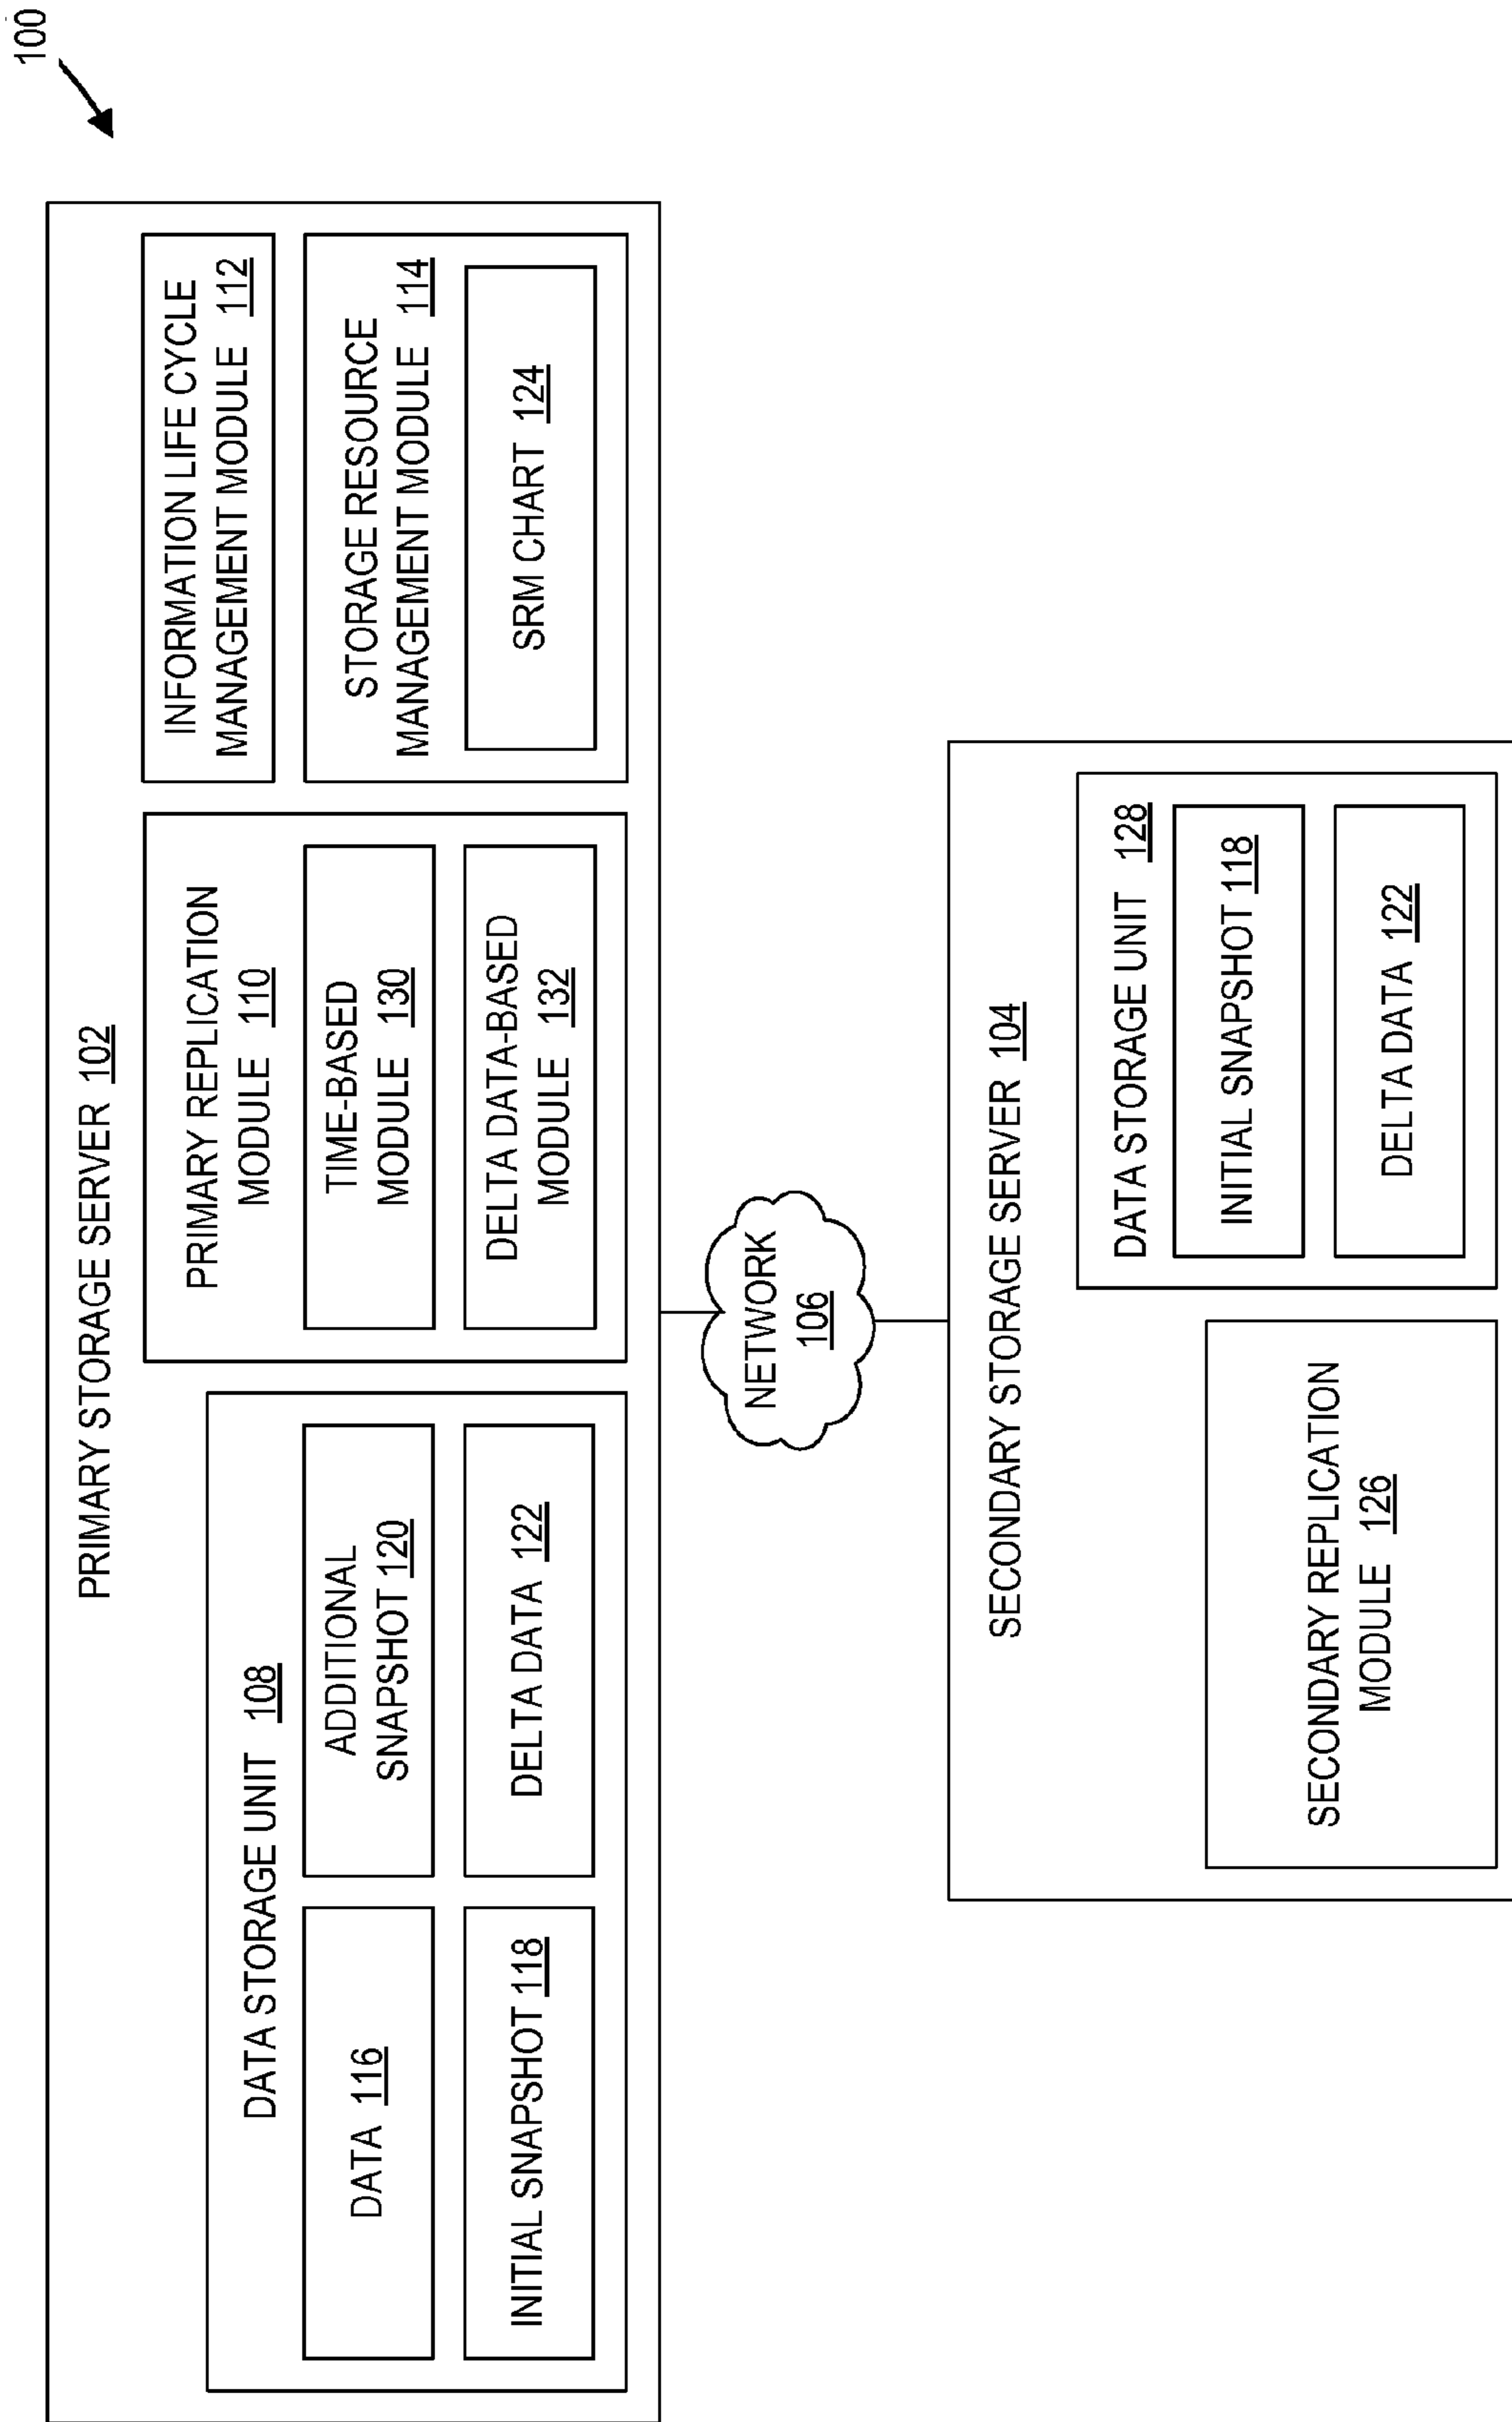 100
PRIMARY STORAGE SERVER 102
DATA STORAGE UNIT 108
DATA 116
ADDITIONAL
SNAPSHOT 120
INITIAL SNAPSHOT 118
DELTA DATA 122
PRIMARY REPLICATION
MODULE 110
TIME-BASED
MODULE 130
DELTA DATA-BASED
MODULE 132
INFORMATION LIFE CYCLE
MANAGEMENT MODULE 112
STORAGE RESOURCE
MANAGEMENT MODULE 114
SRM CHART 124
NETWORK
106
SECONDARY STORAGE SERVER 104
SECONDARY REPLICATION
MODULE 126
DATA STORAGE UNIT 128
INITIAL SNAPSHOT 118
DELTA DATA 122